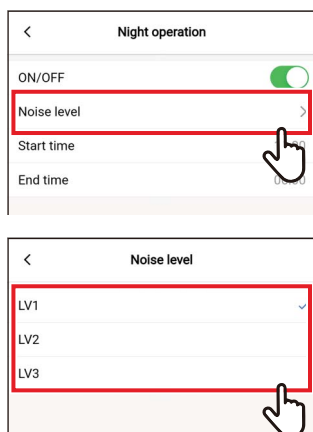 Night operation
ON/OFF
Noise level
Start time
End time
Noise level
LV1
LV2
LV3